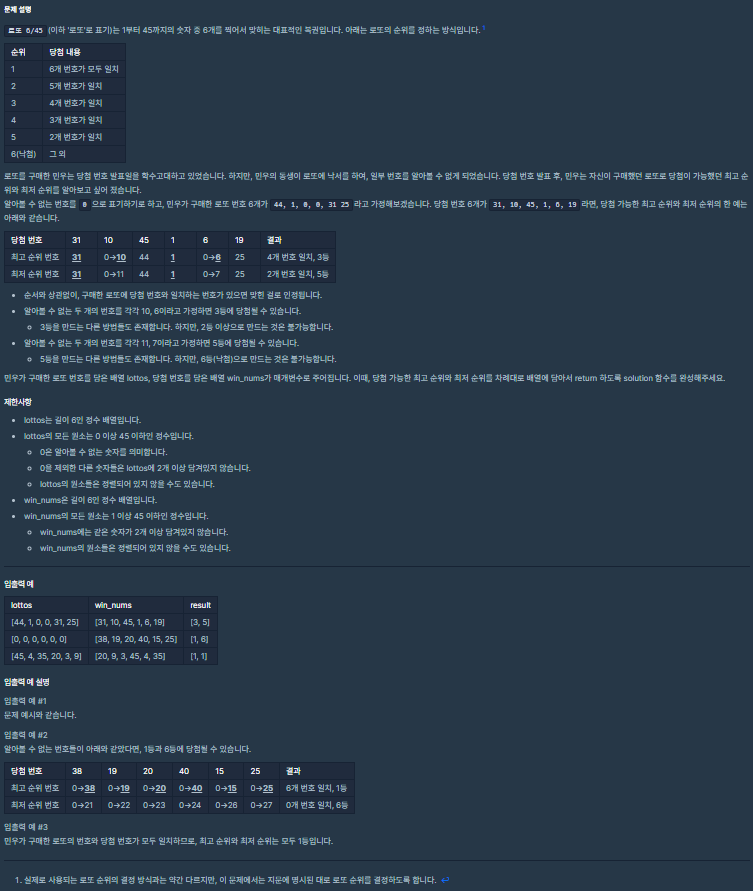 문제 설명
로또 6/45 (이하 '로또'로 표기)는 1부터 45까지의 숫자 중 6개를 찍어서 맞히는 대표적인 복권입니다. 아래는 로또의 순위를 정하는 방식입니다. 1
순위 당첨 내용
1 6개 번호가 모두 일치
2 5개 번호가 일치
3 4개 번호가 일치
4 3개 번호가 일치
5 2개 번호가 일치
6(낙첨) 그 외
로또를 구매한 민우는 당첨 번호 발표일을 학수고대하고 있었습니다. 하지만, 민우의 동생이 로또에 낙서를 하여, 일부 번호를 알아볼 수 없게 되었습니다. 당첨 번호 발표 후, 민우는 자신이 구매했던 로또로 당첨이 가능했던 최고 순
위와 최저 순위를 알아보고 싶어 졌습니다.
알아볼 수 없는 번호를 0 으로 표기하기로 하고, 민우가 구매한 로또 번호 6개가 44, 1, 0, 0, 31 25 라고 가정해보겠습니다. 당첨 번호 6개가 31, 10, 45, 1, 6, 19 라면, 당첨 가능한 최고 순위와 최저 순위의 한 예는
아래와 같습니다.
당첨 번호 31 10 45 1 6 19 결과
최고 순위 번호 31 0→10 44 1 0→6 25 4개 번호 일치, 3등
최저 순위 번호 31 0→11 44 1 0→7 25 2개 번호 일치, 5등
• 순서와 상관없이, 구매한 로또에 당첨 번호와 일치하는 번호가 있으면 맞힌 걸로 인정됩니다.
• 알아볼 수 없는 두 개의 번호를 각각 10, 6이라고 가정하면 3등에 당첨될 수 있습니다.
◦ 3등을 만드는 다른 방법들도 존재합니다. 하지만, 2등 이상으로 만드는 것은 불가능합니다.
• 알아볼 수 없는 두 개의 번호를 각각 11, 7이라고 가정하면 5등에 당첨될 수 있습니다.
◦ 5등을 만드는 다른 방법들도 존재합니다. 하지만, 6등(낙첨)으로 만드는 것은 불가능합니다.
민우가 구매한 로또 번호를 담은 배열 lottos, 당첨 번호를 담은 배열 win_nums가 매개변수로 주어집니다. 이때, 당첨 가능한 최고 순위와 최저 순위를 차례대로 배열에 담아서 return 하도록 solution 함수를 완성해주세요.
제한사항
• lottos는 길이 6인 정수 배열입니다.
• lottos의 모든 원소는 0 이상 45 이하인 정수입니다.
◦ 0은 알아볼 수 없는 숫자를 의미합니다.
◦ 0을 제외한 다른 숫자들은 lottos에 2개 이상 담겨있지 않습니다.
◦ lottos의 원소들은 정렬되어 있지 않을 수도 있습니다.
• win_nums은 길이 6인 정수 배열입니다.
• win_nums의 모든 원소는 1 이상 45 이하인 정수입니다.
◦ win_nums에는 같은 숫자가 2개 이상 담겨있지 않습니다.
◦ win_nums의 원소들은 정렬되어 있지 않을 수도 있습니다.
입출력 예
lottos win_nums result
[44, 1, 0, 0, 31, 25] [31, 10, 45, 1, 6, 19] [3, 5]
[0, 0, 0, 0, 0, 0] [38, 19, 20, 40, 15, 25] [1, 6]
[45, 4, 35, 20, 3, 9] [20, 9, 3, 45, 4, 35] [1, 1]
입출력 예 설명
입출력 예 #1
문제 예시와 같습니다.
입출력 예 #2
알아볼 수 없는 번호들이 아래와 같았다면, 1등과 6등에 당첨될 수 있습니다.
당첨 번호 38 19 20 40 15 25 결과
최고 순위 번호 0→38 0→19 0→20 0→40 0→15 0→25 6개 번호 일치, 1등
최저 순위 번호 0→21 0→22 0→23 0→24 0→26 0→27 0개 번호 일치, 6등
입출력 예 #3
민우가 구매한 로또의 번호와 당첨 번호가 모두 일치하므로, 최고 순위와 최저 순위는 모두 1등입니다.
1. 실제로 사용되는 로또 순위의 결정 방식과는 약간 다르지만, 이 문제에서는 지문에 명시된 대로 로또 순위를 결정하도록 합니다. ↩